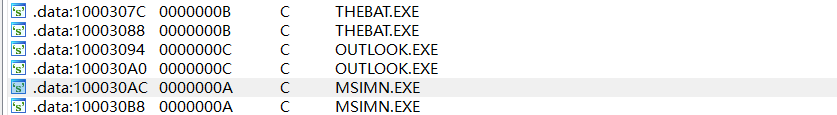 's' .data:1000307C 0000000B C THEBAT.EXE
's' .data:10003088 0000000B C THEBAT.EXE
's' .data:10003094 0000000C C OUTLOOK.EXE
's' .data:100030A0 0000000C C OUTLOOK.EXE
's' .data:100030AC 0000000A C MSIMN.EXE
's' .data:100030B8 0000000A C MSIMN.EXE